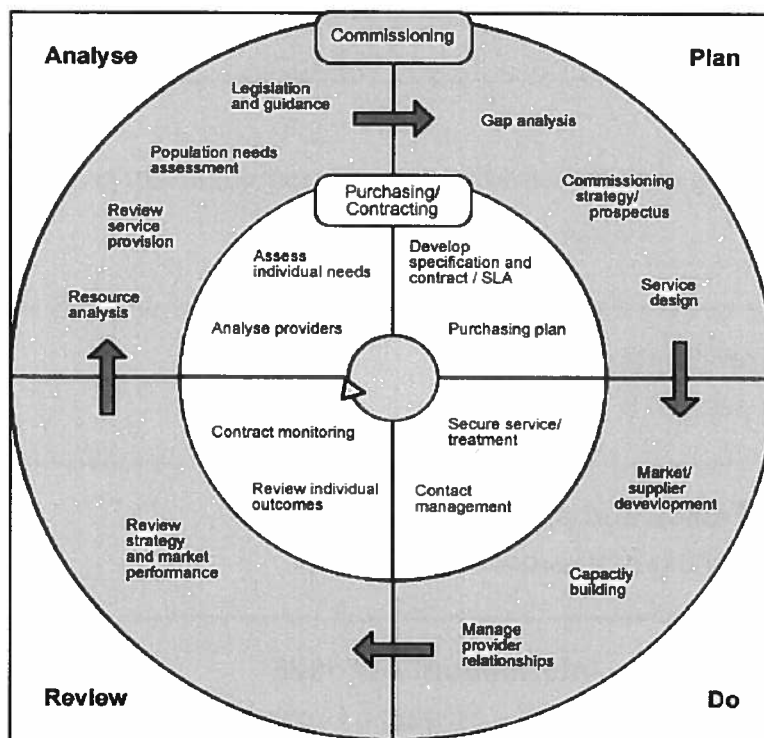 Commissioning
Analyse
Plan
Legislation
and guidance
Gap analysis
Population needs
assessment
Commissioning
strategy/
prospectus
Purchasing/
Contracting
Review
service
provision
Assess
individual needs
Develop
specification and
contract / SLA
Resource
analysis
Service
design
Analyse providers
Purchasing plan
Contract monitoring
Secure service/
treatment
Review individual
outcomes
Contact
management
Market/
supplier
devevlopment
Review
strategy
and market
performance
Capactiy
building
Manage
provider
relationships
Review
Do